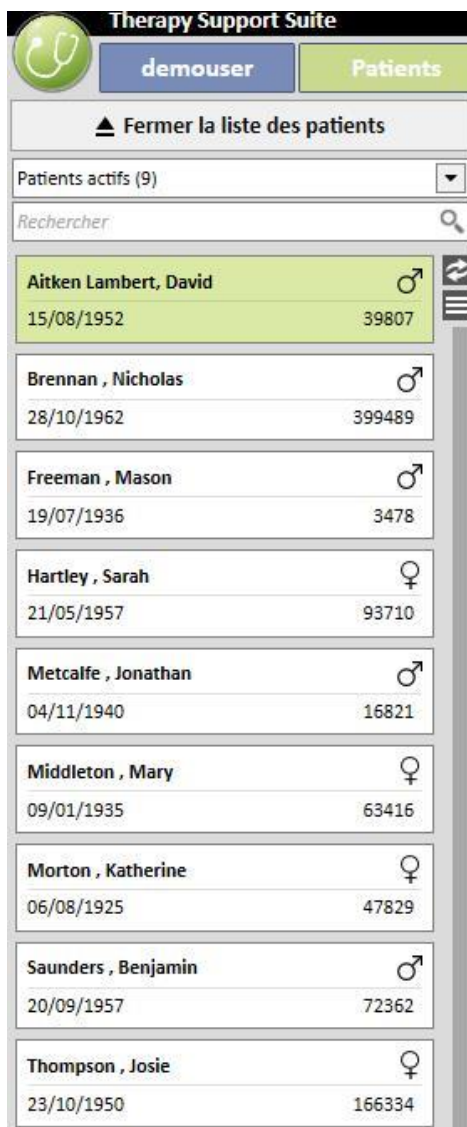 Therapy Support Suite
demouser Patients
Fermer la liste des patients
Patients actifs (9)
Rechercher
Aitken Lambert, David
15/08/1952 39807
Brennan , Nicholas
28/10/1962 399489
Freeman , Mason
19/07/1936 3478
Hartley , Sarah
21/05/1957 93710
Metcalfe , Jonathan
04/11/1940 16821
Middleton , Mary
09/01/1935 63416
Morton , Katherine
06/08/1925 47829
Saunders , Benjamin
20/09/1957 72362
Thompson , Josie
23/10/1950 166334